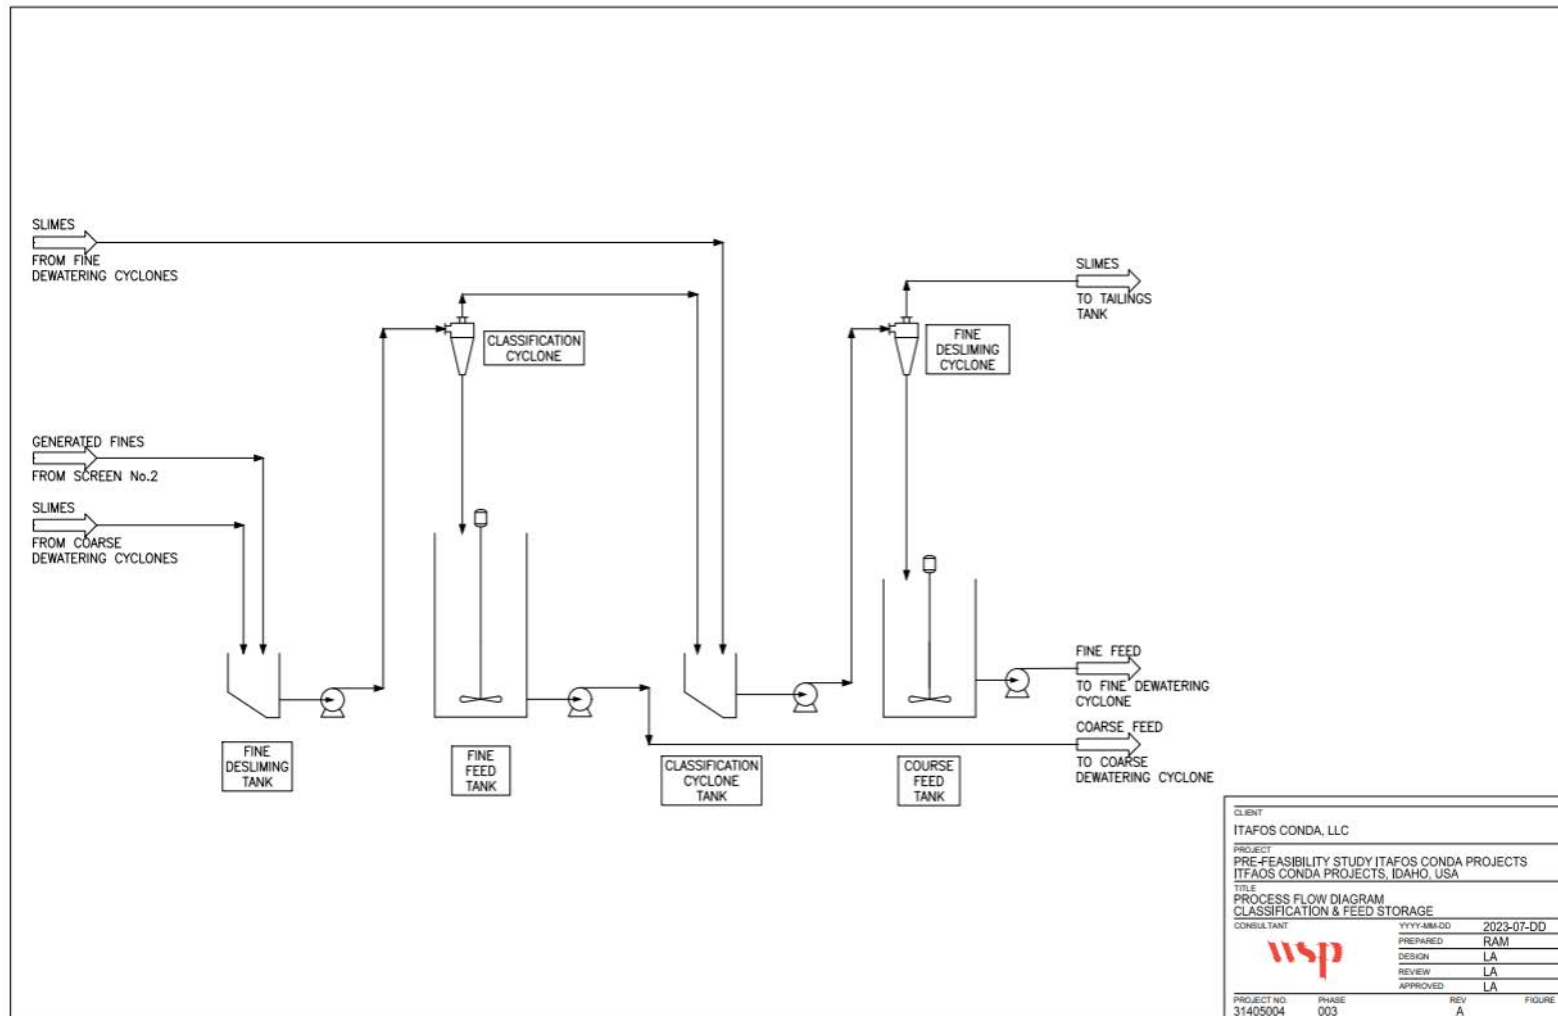 SLIMES
FROM FINE
DEWATERING CYCLONES
CLASSIFICATION
CYCLONE
SLIMES
TO TAILINGS
TANK
FINE
DESLIMING
CYCLONE
GENERATED FINES
FROM SCREEN No.2
SLIMES
FROM COARSE
DEWATERING CYCLONES
FINE
DESLIMING
TANK
FINE
FEED
TANK
CLASSIFICATION
CYCLONE
TANK
COURSE
FEED
TANK
FINE FEED
TO FINE DEWATERING
CYCLONE
COARSE FEED
TO COARSE
DEWATERING CYCLONE
CLIENT
ITAFOS CONDA, LLC
PROJECT
PRE-FEASIBILITY STUDY ITAFOS CONDA PROJECTS
ITFAOS CONDA PROJECTS, IDAHO, USA
TITLE
PROCESS FLOW DIAGRAM
CLASSIFICATION & FEED STORAGE
CONSULTANT
wsp
YYYY-MM-DD 2023-07-DD
PREPARED RAM
DESIGN LA
REVIEW LA
APPROVED LA
PROJECT NO. PHASE REV FIGURE
31405004 003 A